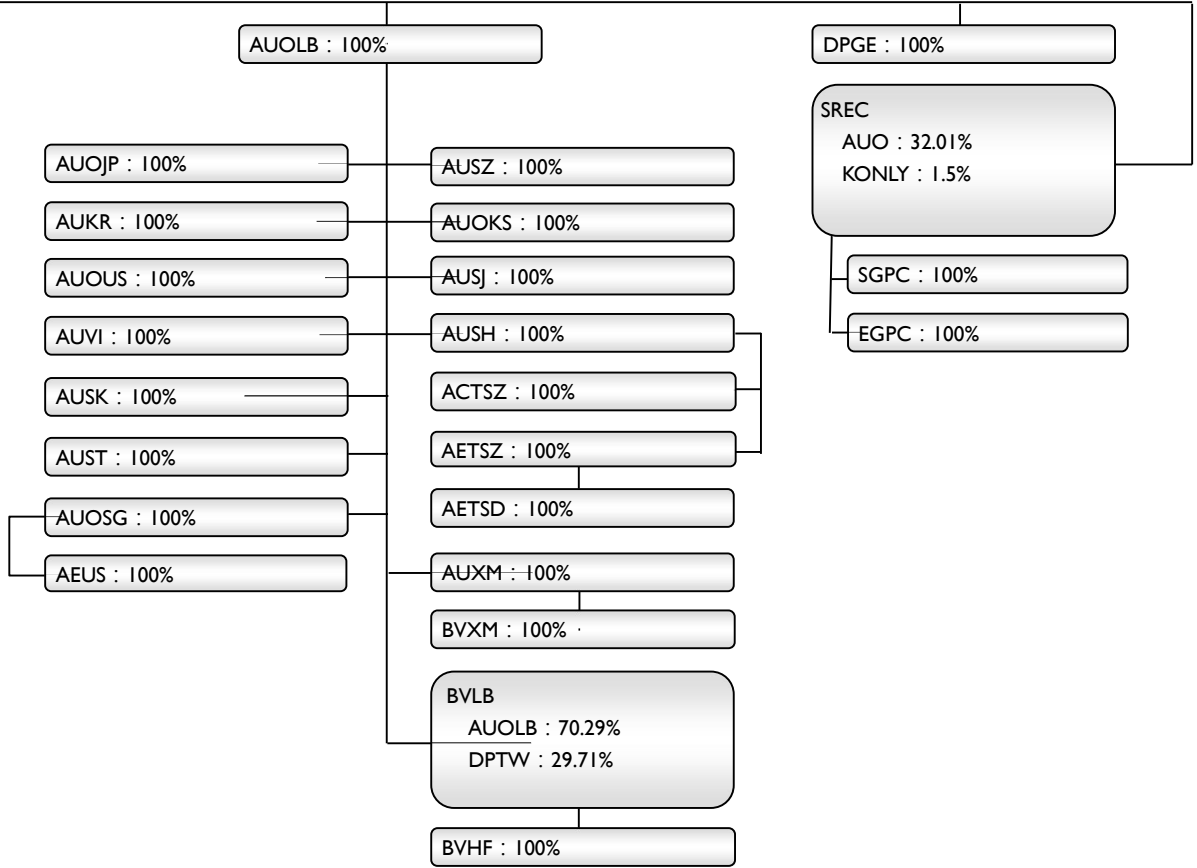 AUOLB : 100%
DPGE : 100%
SREC
AUO : 32.01%
KONLY : 1.5%
SGPC : 100%
EGPC : 100%
AUOJP : 100%
AUKR : 100%
AUOUS : 100%
AUVI : 100%
AUSK : 100%
AUST : 100%
AUOSG : 100%
AEUS : 100%
AUSZ : 100%
AUOKS : 100%
AUSJ : 100%
AUSH : 100%
ACTSZ : 100%
AETSZ : 100%
AETSD : 100%
AUXM : 100%
BVXM : 100%
BVLB
AUOLB : 70.29%
DPTW : 29.71%
BVHF : 100%